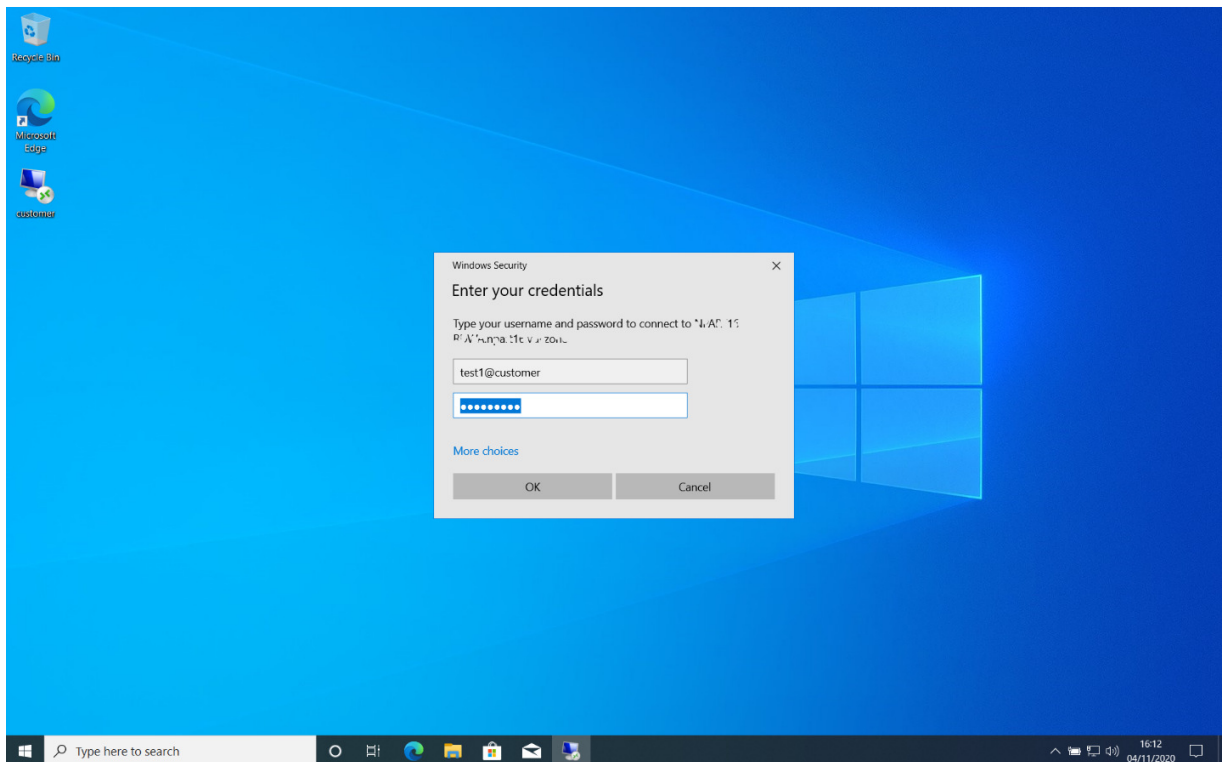 Recycle Bin
Microsoft
Edge
customer
Windows Security
Enter your credentials
Type your username and password to connect to
test1@customer
More choices
OK
Cancel
Type here to search
16:12
04/11/2020